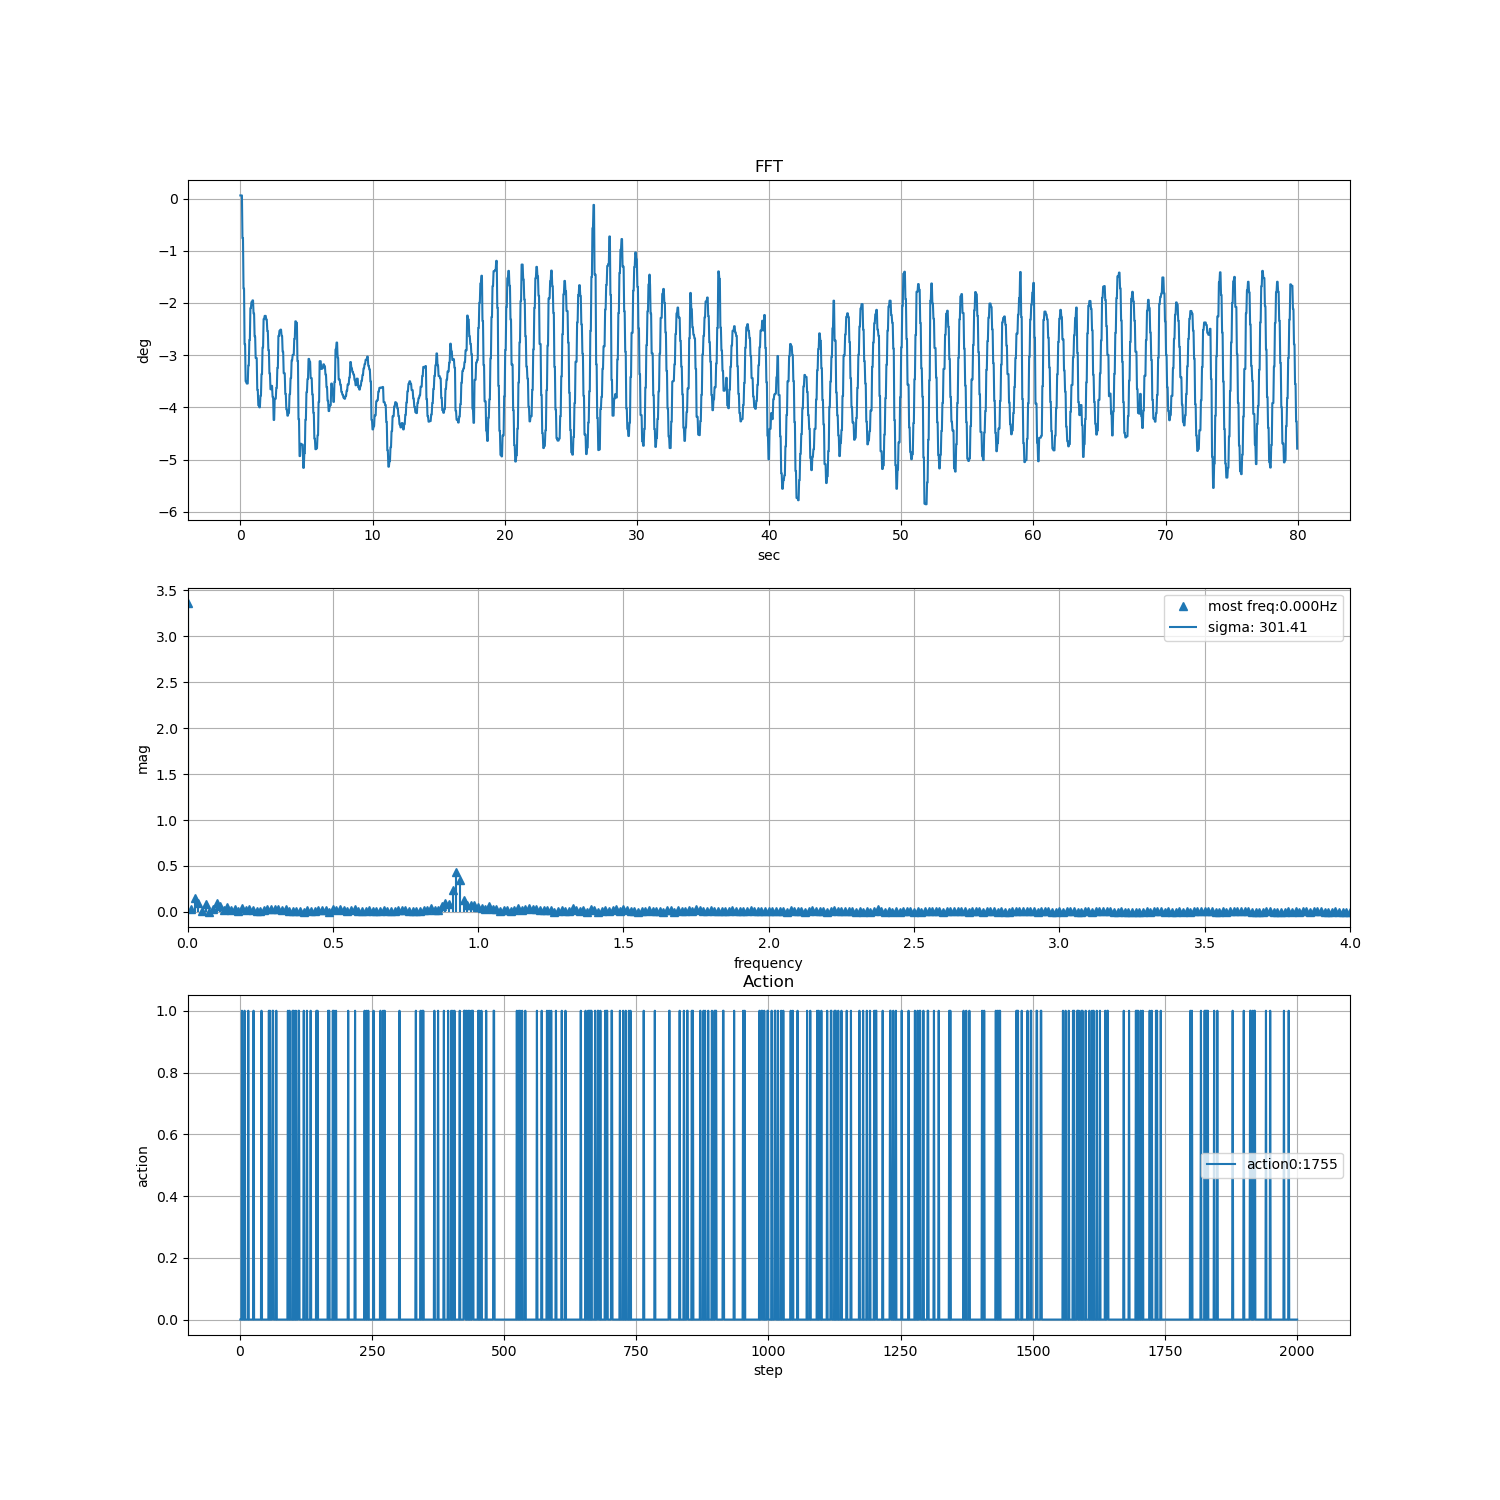 FFT
0
−1
−2
−3
−4
−5
−6
deg
0 10 20 30 40 50 60 70 80
sec
3.5
3.0
2.5
2.0
1.5
1.0
0.5
0.0
mag
most freq:0.000Hz
sigma: 301.41
0.0 0.5 1.0 1.5 2.0 2.5 3.0 3.5 4.0
frequency
Action
1.0
0.8
0.6
0.4
0.2
0.0
action
action0:1755
0 250 500 750 1000 1250 1500 1750 2000
step